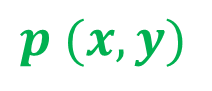 p (x, y)